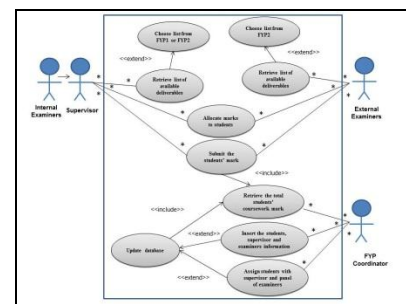 Choose list from
FYP1 or FYP2
Choose list from
FYP2
<<extend>>
<<extend>>
Retrieve list of
available
deliverables
Retrieve list of
available
deliverables
Internal
Examiners
Supervisor
External
Examiners
Allocate marks
to students
Submit the
students' mark
<<include>>
<<include>>
Retrieve the total
students'
coursework mark
Insert the students,
supervisor and
examiners information
<<extend>>
Update database
<<extend>>
Assign students with
supervisor and panel
of examiners
FYP
Coordinator